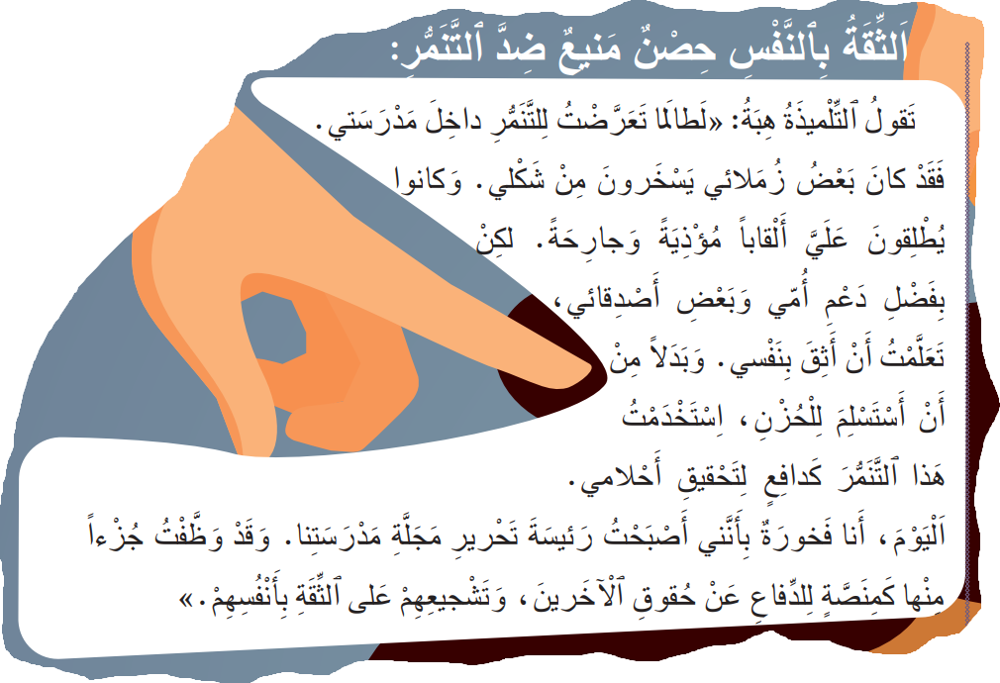 اَلثِّقَةُ بِٱلنَّفْسِ حِصْنٌ مَنيعٌ ضِدَّ ٱلتَّنَمُّرِ:
تَقولُ ٱلتِّلْميذَةُ هِبَةُ: «لَطالَما تَعَرَّضْتُ لِلتَّنَمُّرِ داخِلَ مَدْرَسَتي.
فَقَدْ كانَ بَعْضُ زُمَلائي يَسْخَرونَ مِنْ شَكْلي. وَكانوا
يُطْلِقونَ عَلَيَّ أَلْقاباً مُؤْذِيَةً وَجارِحَةً. لكِنْ
بِفَضْلِ دَعْمِ أُمّي وَبَعْضِ أَصْدِقائي،
تَعَلَّمْتُ أَنْ أَثِقَ بِنَفْسي. وَبَدَلاً مِنْ
أَنْ أَسْتَسْلِمَ لِلْحُزْنِ، اِسْتَخْدَمْتُ
هَذا ٱلتَّنَمُّرَ كَدافِعٍ لِتَحْقيقِ أَحْلامي.
اَلْيَوْمَ، أَنا فَخورَةٌ بِأَنَّني أَصْبَحْتُ رَئيسَةَ تَحْريرِ مَجَلَّةِ مَدْرَسَتِنا. وَقَدْ وَظَّفْتُ جُزْءاً
مِنْها كَمِنَصَّةٍ لِلدِّفاعِ عَنْ حُقوقِ ٱلْآخَرينَ، وَتَشْجيعِهِمْ عَلى ٱلثِّقَةِ بِأَنْفُسِهِمْ.»